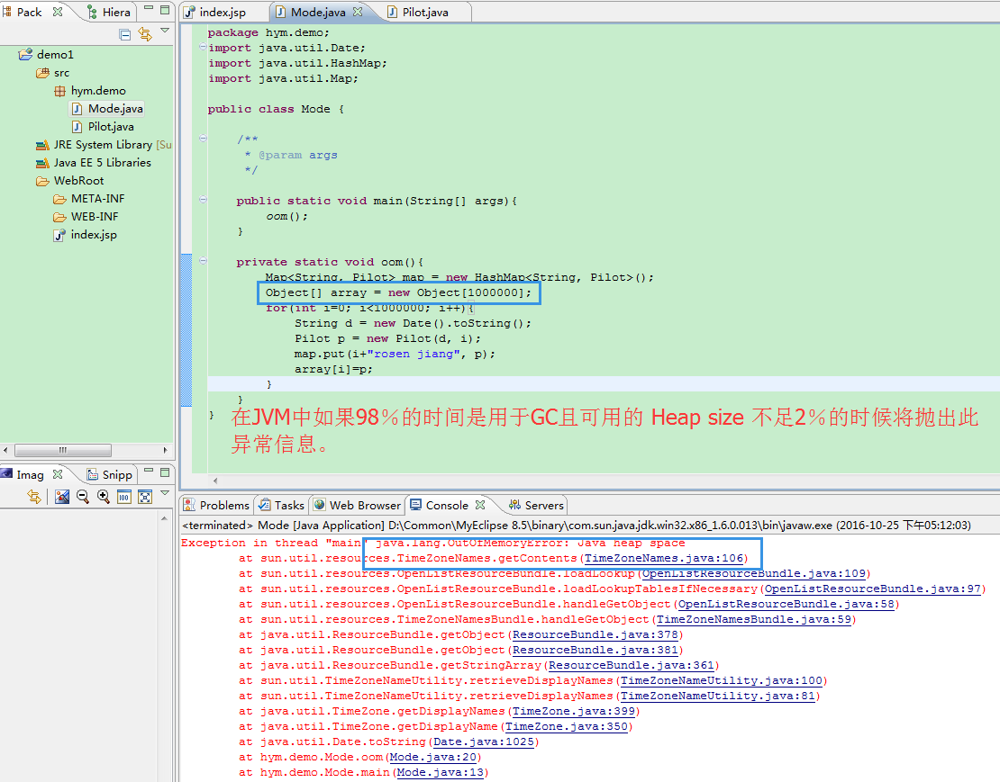 Pack
Hiera
demo1
src
hym.demo
Mode.java
Pilot.java
JRE System Library [Su
Java EE 5 Libraries
WebRoot
META-INF
WEB-INF
index.jsp
Imag
Snipp
index.jsp
Mode.java
Pilot.java
package hym.demo;
import java.util.Date;
import java.util.HashMap;
import java.util.Map;
public class Mode {
/**
* @param args
*/
public static void main(String[] args){
oom();
}
private static void oom(){
Map<String, Pilot> map = new HashMap<String, Pilot>();
Object[] array = new Object[1000000];
for(int i=0; i<1000000; i++){
String d = new Date().toString();
Pilot p = new Pilot(d, i);
map.put(i+"rosen jiang", p);
array[i]=p;
}
}
}
在JVM中如果98％的时间是用于GC且可用的 Heap size 不足2％的时候将抛出此
异常信息。
Problems
Tasks
Web Browser
Console
Servers
<terminated> Mode [Java Application] D:\Common\MyEclipse 8.5\binary\com.sun.java.jdk.win32.x86_1.6.0.013\bin\javaw.exe (2016-10-25 下午05:12:03)
Exception in thread "main" java.lang.OutOfMemoryError: Java heap space
at sun.util.resources.TimeZoneNames.getContents(TimeZoneNames.java:106)
at sun.util.resources.OpenListResourceBundle.loadLookup(OpenListResourceBundle.java:109)
at sun.util.resources.OpenListResourceBundle.loadLookupTablesIfNecessary(OpenListResourceBundle.java:97)
at sun.util.resources.OpenListResourceBundle.handleGetObject(OpenListResourceBundle.java:58)
at sun.util.resources.TimeZoneNamesBundle.handleGetObject(TimeZoneNamesBundle.java:59)
at java.util.ResourceBundle.getObject(ResourceBundle.java:378)
at java.util.ResourceBundle.getObject(ResourceBundle.java:381)
at java.util.ResourceBundle.getStringArray(ResourceBundle.java:361)
at sun.util.TimeZoneNameUtility.retrieveDisplayNames(TimeZoneNameUtility.java:100)
at sun.util.TimeZoneNameUtility.retrieveDisplayNames(TimeZoneNameUtility.java:81)
at java.util.TimeZone.getDisplayNames(TimeZone.java:399)
at java.util.TimeZone.getDisplayName(TimeZone.java:350)
at java.util.Date.toString(Date.java:1025)
at hym.demo.Mode.oom(Mode.java:20)
at hym.demo.Mode.main(Mode.java:13)